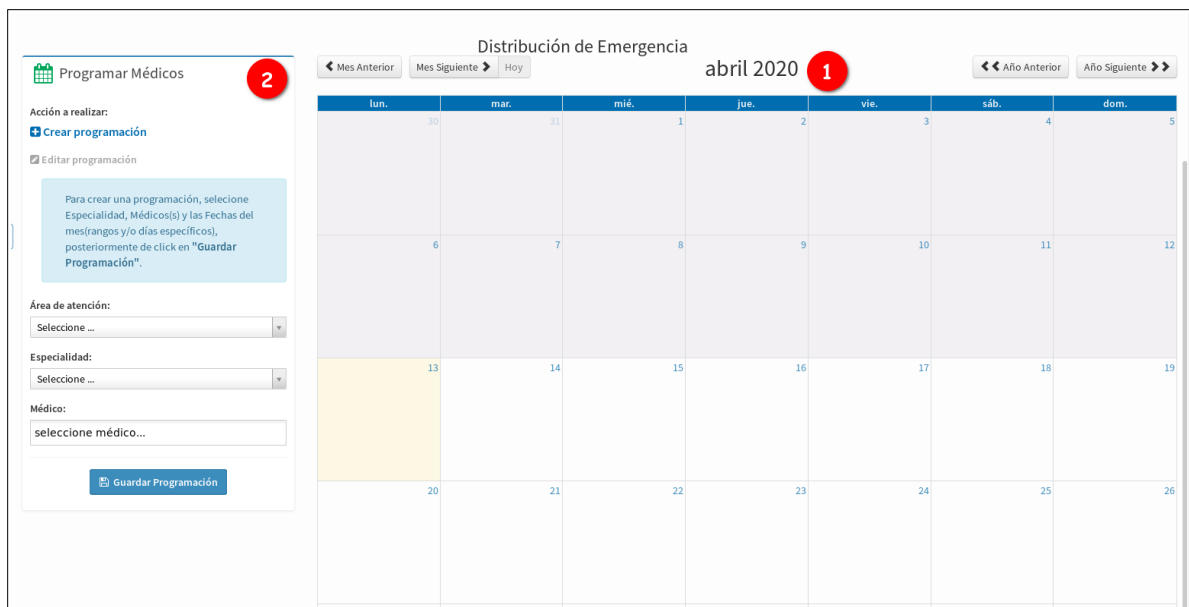 Distribución de Emergencia
Programar Médicos
2
Acción a realizar:
Crear programación
Editar programación
Para crear una programación, selecione
Especialidad, Médicos(s) y las Fechas del
mes(rangos y/o días específicos),
posteriormente de click en "Guardar
Programación".
Área de atención:
Seleccione ...
Especialidad:
Seleccione ...
Médico:
seleccione médico...
Guardar Programación
Mes Anterior Mes Siguiente Hoy abril 2020 1 Año Anterior Año Siguiente
lun. mar. mié. jue. vie. sáb. dom.
30 31 1 2 3 4 5
6 7 8 9 10 11 12
13 14 15 16 17 18 19
20 21 22 23 24 25 26